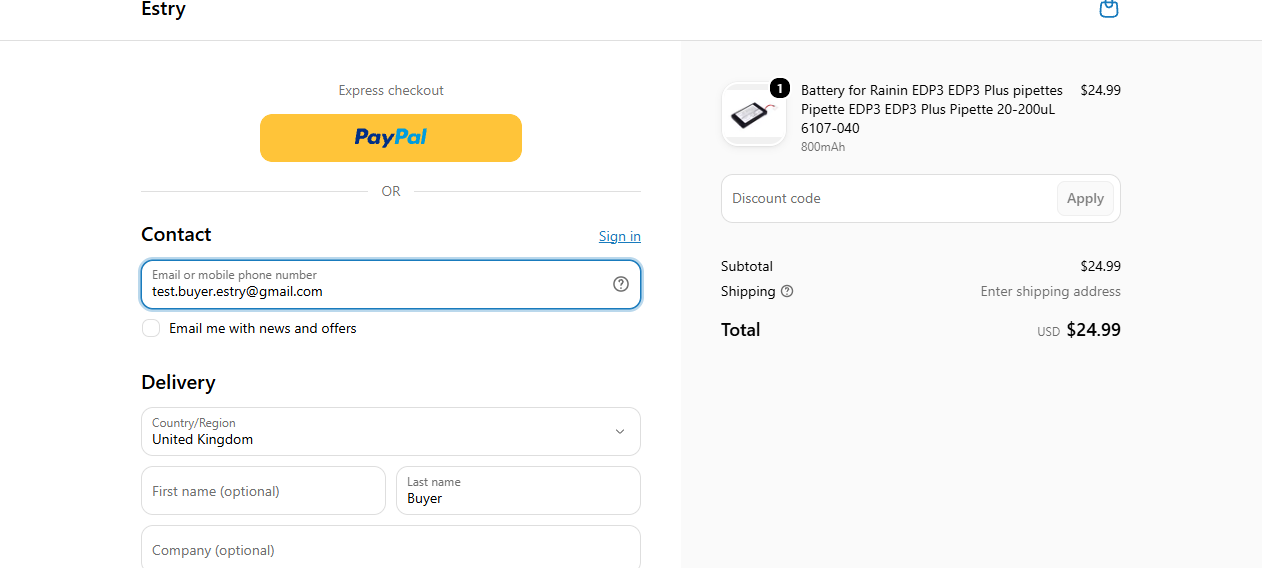 Estry
Express checkout
PayPal
OR
Contact
Sign in
Email or mobile phone number
test.buyer.estry@gmail.com
Email me with news and offers
Delivery
Country/Region
United Kingdom
First name (optional)
Last name
Buyer
Company (optional)
1
Battery for Rainin EDP3 EDP3 Plus pipettes
Pipette EDP3 EDP3 Plus Pipette 20-200uL
6107-040
800mAh
$24.99
Discount code
Apply
Subtotal
$24.99
Shipping
Enter shipping address
Total
USD $24.99